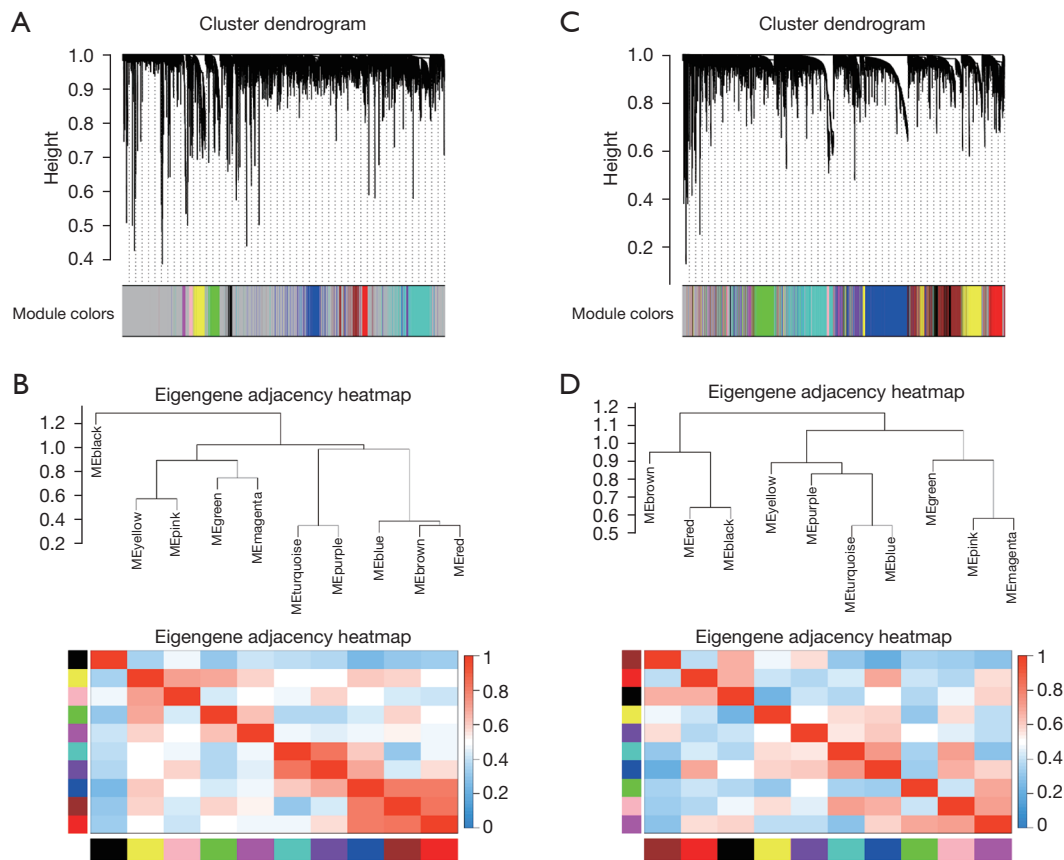 A
Cluster dendrogram
1.0
0.9
0.8
0.7
0.6
0.5
0.4
Height
Module colors
B
Eigengene adjacency heatmap
1.2
1.0
0.8
0.6
0.4
0.2
MEblack
MEyellow
MEpink
MEgreen
MEmagenta
MEturquoise
MEpurple
MEblue
MEbrown
MEred
Eigengene adjacency heatmap
1
0.8
0.6
0.4
0.2
0
C
Cluster dendrogram
1.0
0.8
0.6
0.4
0.2
Height
Module colors
D
Eigengene adjacency heatmap
1.2
1.1
1.0
0.9
0.8
0.7
0.6
0.5
MEbrown
MEred
MEblack
MEyellow
MEpurple
MEturquoise
MEblue
MEgreen
MEpink
MEmagenta
Eigengene adjacency heatmap
1
0.8
0.6
0.4
0.2
0